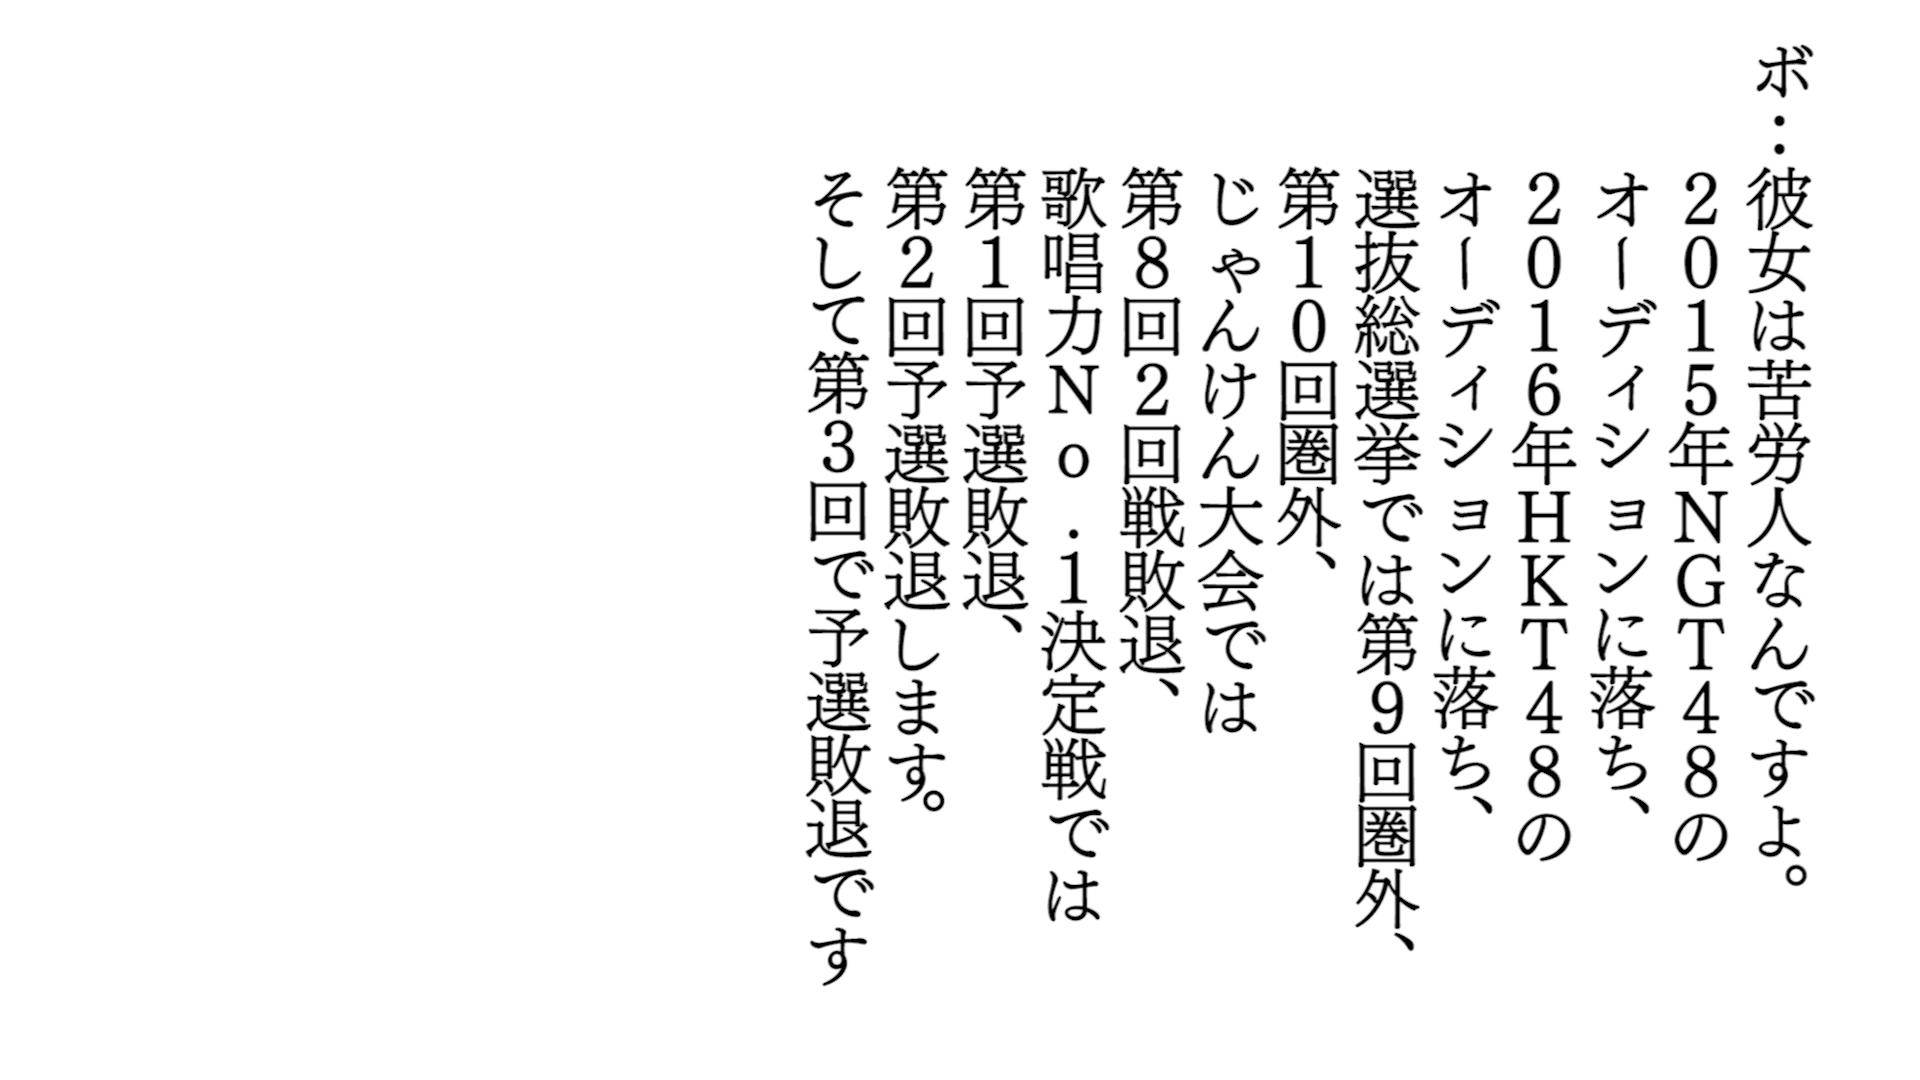 ボ：彼女は苦労人なんですよ。
２０１５年ＮＧＴ４８の
オーディションに落ち、
２０１６年ＨＫＴ４８の
オーディションに落ち、
選抜総選挙では第９回圏外、
第１０回圏外、
じゃんけん大会では
第８回２回戦敗退、
歌唱力Ｎｏ．１決定戦では
第１回予選敗退、
第２回予選敗退します。
そして第３回で予選敗退です